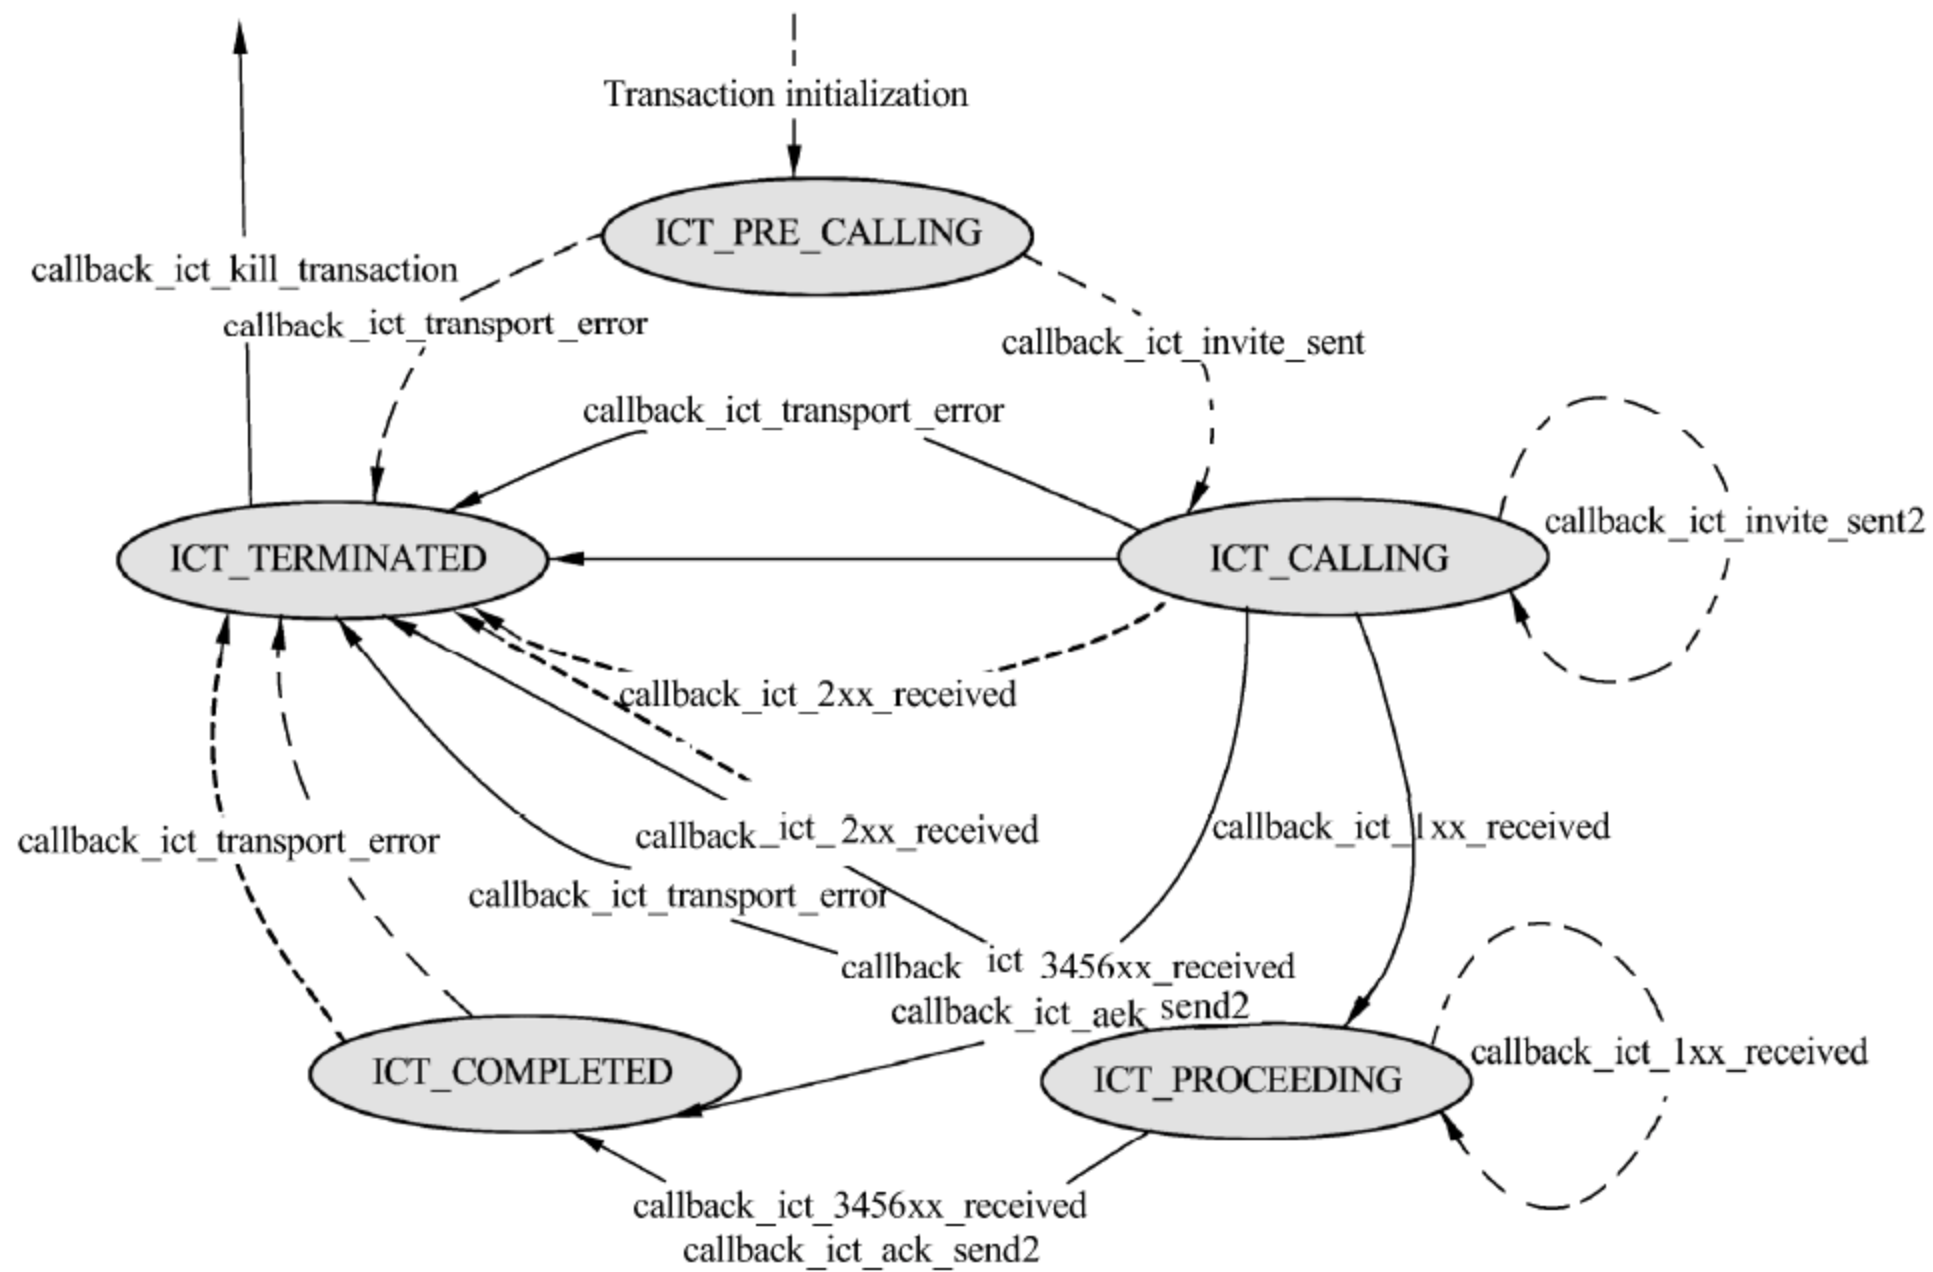 Transaction initialization
ICT_PRE_CALLING
callback_ict_kill_transaction
callback_ict_transport_error
callback_ict_invite_sent
callback_ict_transport_error
callback_ict_invite_sent2
ICT_TERMINATED
ICT_CALLING
callback_ict_2xx_received
callback_ict_transport_error
callback_ict_2xx_received
callback_ict_1xx_received
callback_ict_transport_error
callback ict 3456xx_received
callback_ict_aek send2
callback_ict_1xx_received
ICT_COMPLETED
ICT_PROCEEDING
callback_ict_3456xx_received
callback_ict_ack_send2